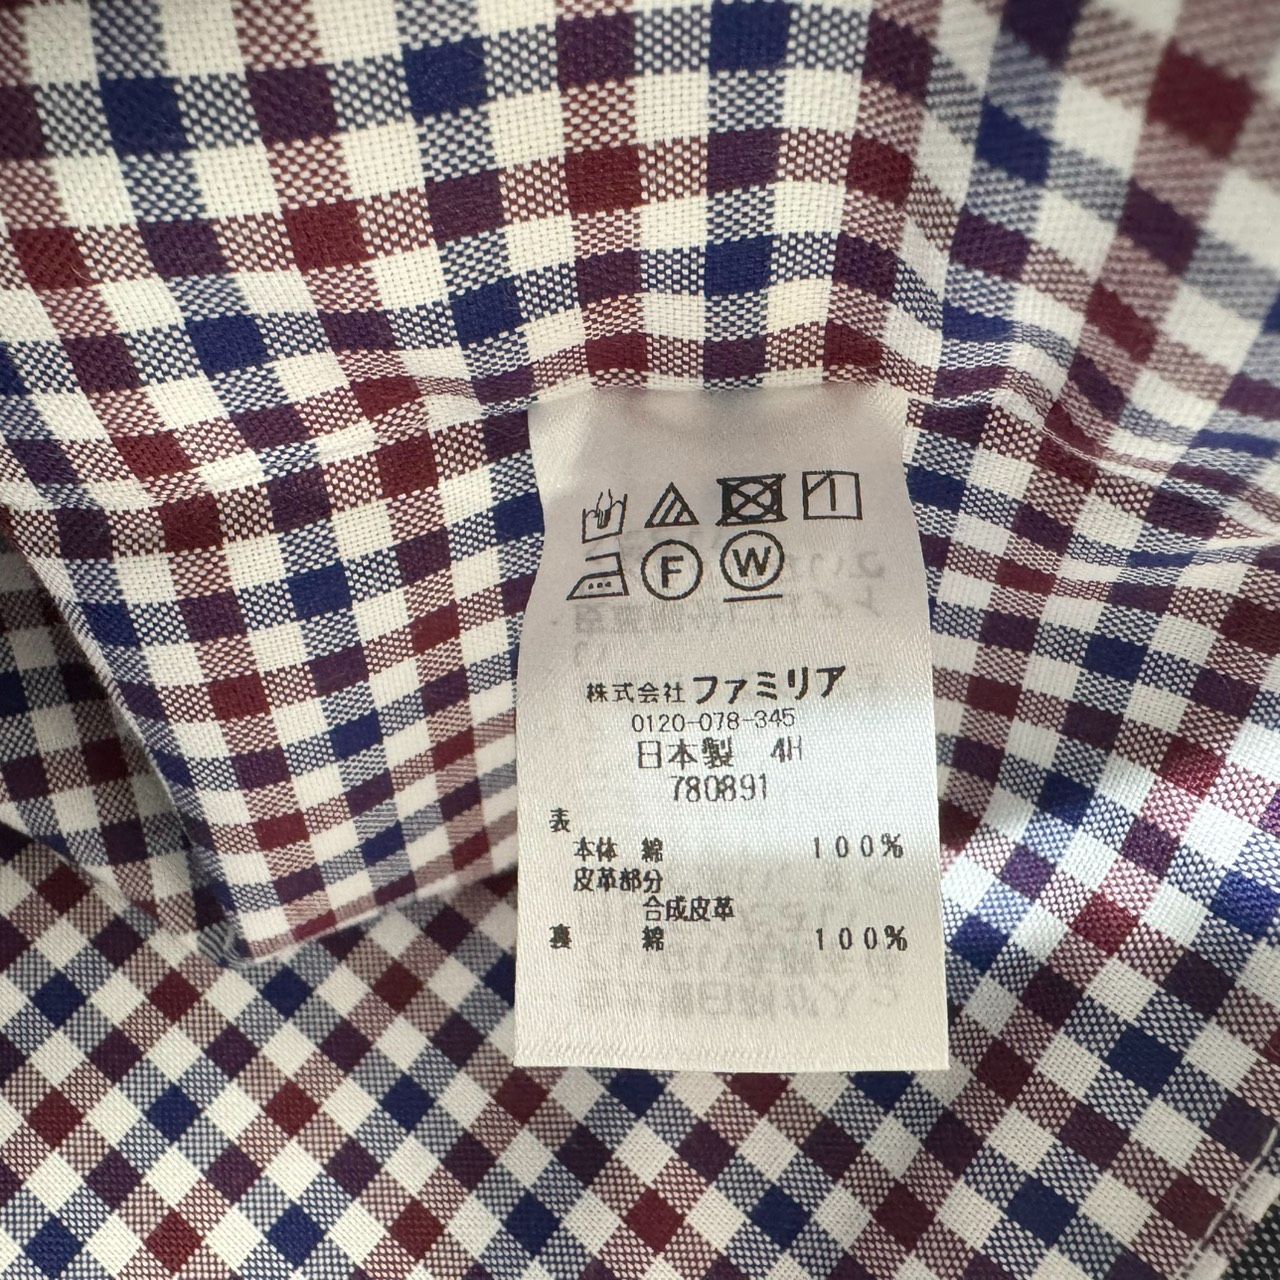 F W
株式会社ファミリア
0120-078-345
日本製 4H
780891
表
本体 綿 100%
皮革部分
合成皮革
裏 綿 100%